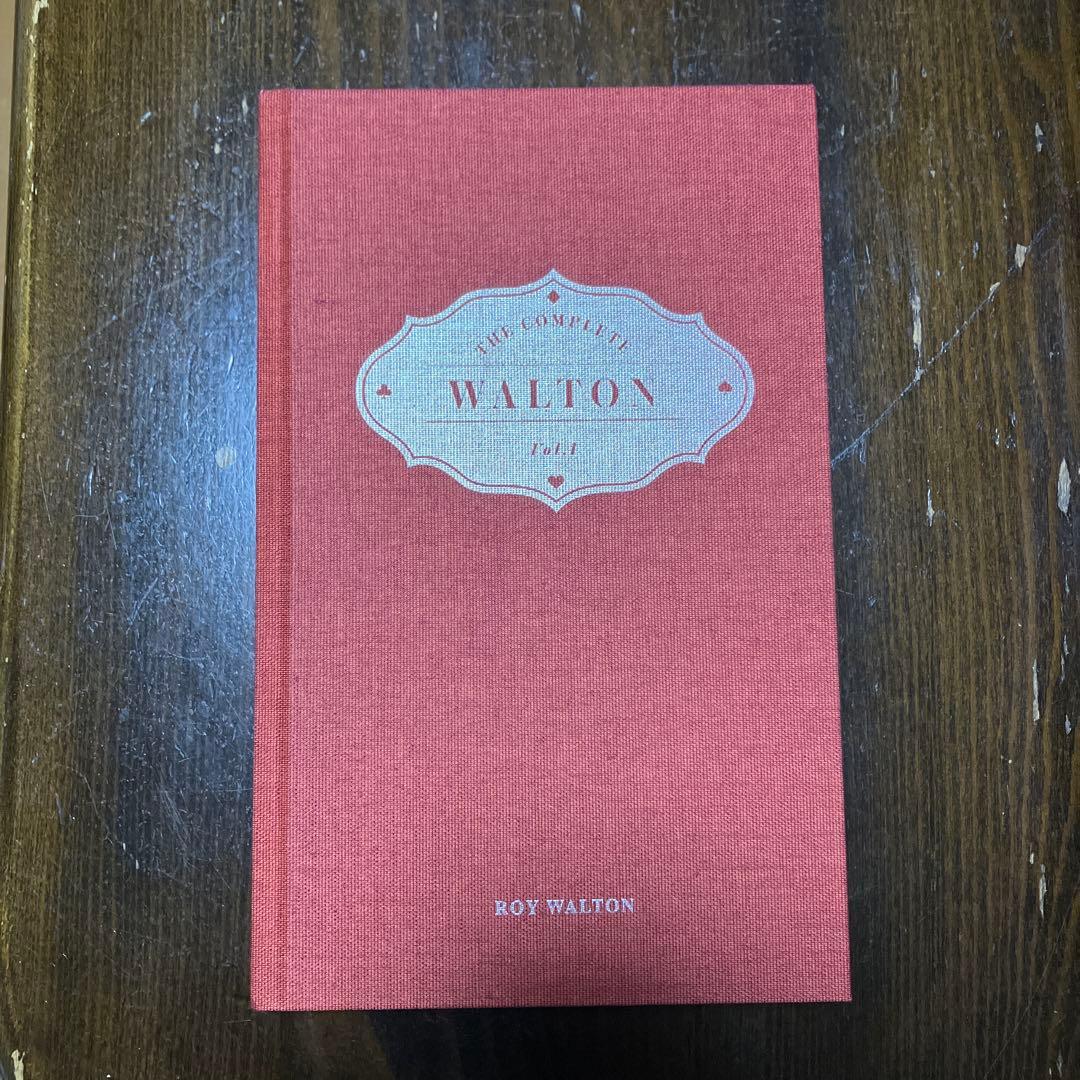 THE COMPLETE
WALTON
Vol.1
ROY WALTON